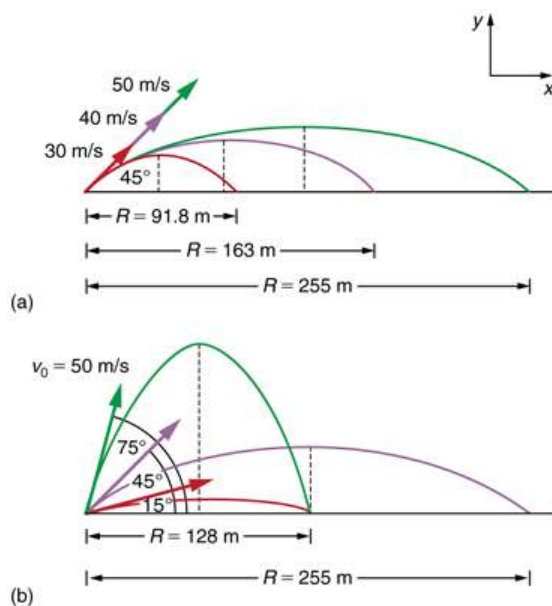 y
x
50 m/s
40 m/s
30 m/s
45°
R = 91.8 m
R = 163 m
R = 255 m
(a)
v₀ = 50 m/s
75°
45°
15°
R = 128 m
R = 255 m
(b)